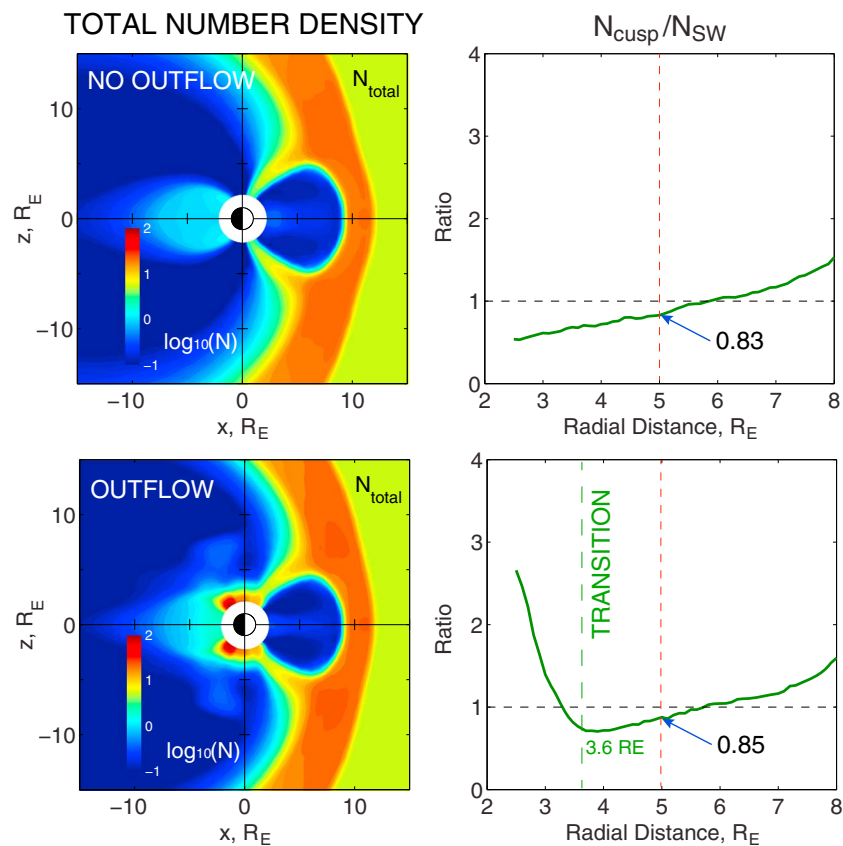 TOTAL NUMBER DENSITY
N_cusp/N_SW
NO OUTFLOW
N_total
10
0
−10
z, R_E
2
1
0
−1
log₁₀(N)
−10 0 10
x, R_E
4
3
2
1
0
Ratio
0.83
2 3 4 5 6 7 8
Radial Distance, R_E
OUTFLOW
N_total
10
0
−10
z, R_E
2
1
0
−1
log₁₀(N)
−10 0 10
x, R_E
4
3
2
1
0
Ratio
TRANSITION
3.6 RE
0.85
2 3 4 5 6 7 8
Radial Distance, R_E